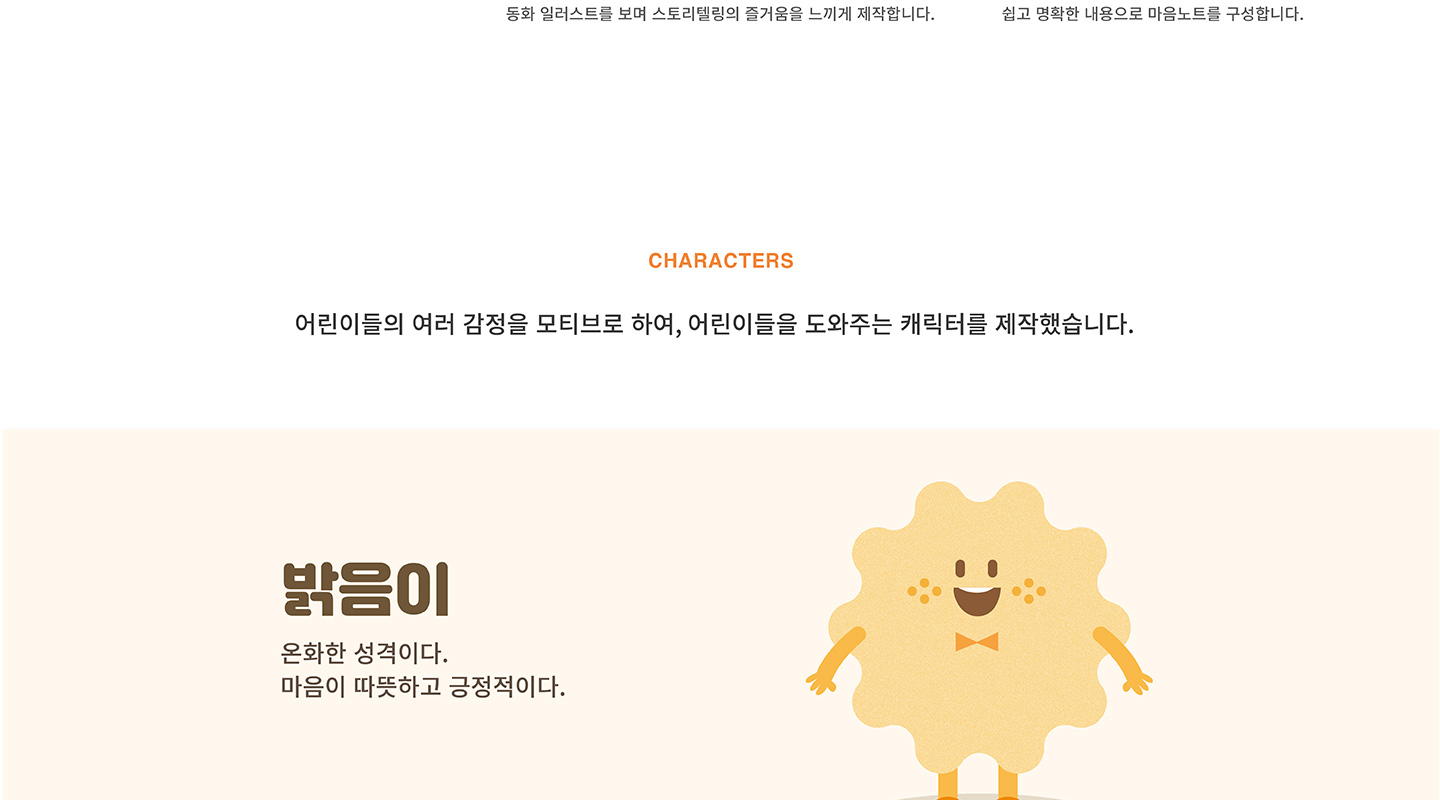 동화 일러스트를 보며 스토리텔링의 즐거움을 느끼게 제작합니다.
쉽고 명확한 내용으로 마음노트를 구성합니다.
CHARACTERS
어린이들의 여러 감정을 모티브로 하여, 어린이들을 도와주는 캐릭터를 제작했습니다.
밝음이
온화한 성격이다.
마음이 따뜻하고 긍정적이다.